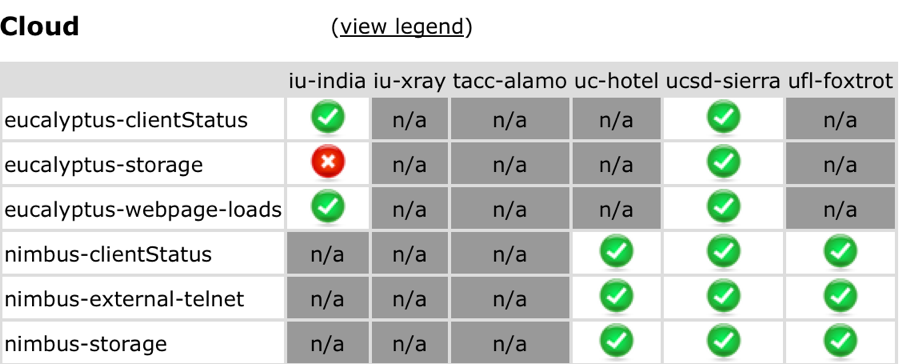 Cloud (view legend)
iu-india iu-xray tacc-alamo uc-hotel ucsd-sierra ufl-foxtrot
eucalyptus-clientStatus n/a n/a n/a n/a
eucalyptus-storage n/a n/a n/a n/a
eucalyptus-webpage-loads n/a n/a n/a n/a
nimbus-clientStatus n/a n/a n/a
nimbus-external-telnet n/a n/a n/a
nimbus-storage n/a n/a n/a